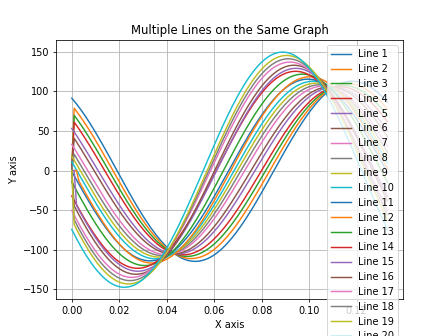 Multiple Lines on the Same Graph
Y axis
150
100
50
0
−50
−100
−150
0.00
0.02
0.04
0.06
0.08
0.10
X axis
Line 1
Line 2
Line 3
Line 4
Line 5
Line 6
Line 7
Line 8
Line 9
Line 10
Line 11
Line 12
Line 13
Line 14
Line 15
Line 16
Line 17
Line 18
Line 19
Line 20